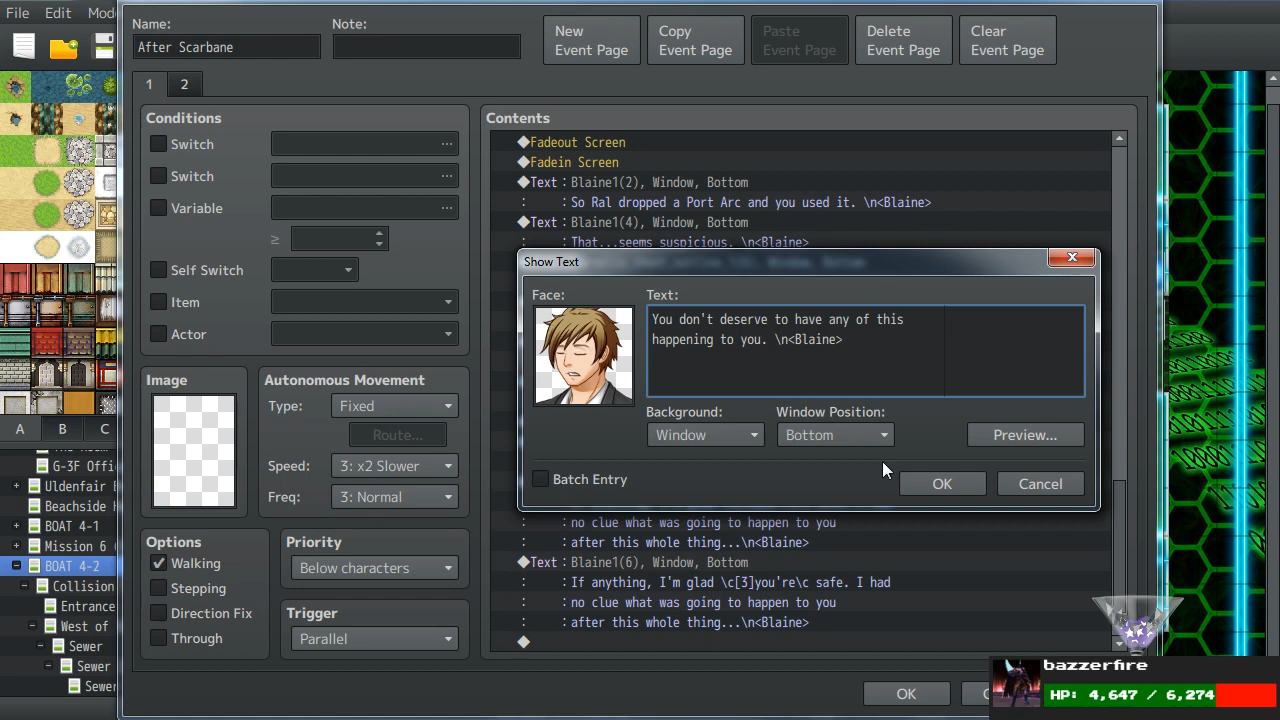 File Edit Mod
Name:
Note:
After Scarbane
New
Event Page
Copy
Event Page
Paste
Event Page
Delete
Event Page
Clear
Event Page
1
2
Conditions
Switch ...
Switch ...
Variable ...
≥
Self Switch
Item
Actor
Image
Autonomous Movement
Type: Fixed
Route...
Speed: 3: x2 Slower
Freq: 3: Normal
Options
Walking
Stepping
Direction Fix
Through
Priority
Below characters
Trigger
Parallel
Contents
◆Fadeout Screen
◆Fadein Screen
◆Text：Blaine1(2), Window, Bottom
：So Ral dropped a Port Arc and you used it. \n<Blaine>
◆Text：Blaine1(4), Window, Bottom
：That...seems suspicious. \n<Blaine>
Show Text
Face:
Text:
You don't deserve to have any of this
happening to you. \n<Blaine>
Background:
Window
Window Position:
Bottom
Preview...
Batch Entry
OK
Cancel
：no clue what was going to happen to you
：after this whole thing...\n<Blaine>
◆Text：Blaine1(6), Window, Bottom
：If anything, I'm glad \c[3]you're\c safe. I had
：no clue what was going to happen to you
：after this whole thing...\n<Blaine>
◆
OK
A B C
G-3F Offi
Uldenfair
Beachside
BOAT 4-1
Mission 6
BOAT 4-2
Collision
Entrance
West of
Sewer
Sewer
Sewer
bazzerfire
HP: 4,647 / 6,274